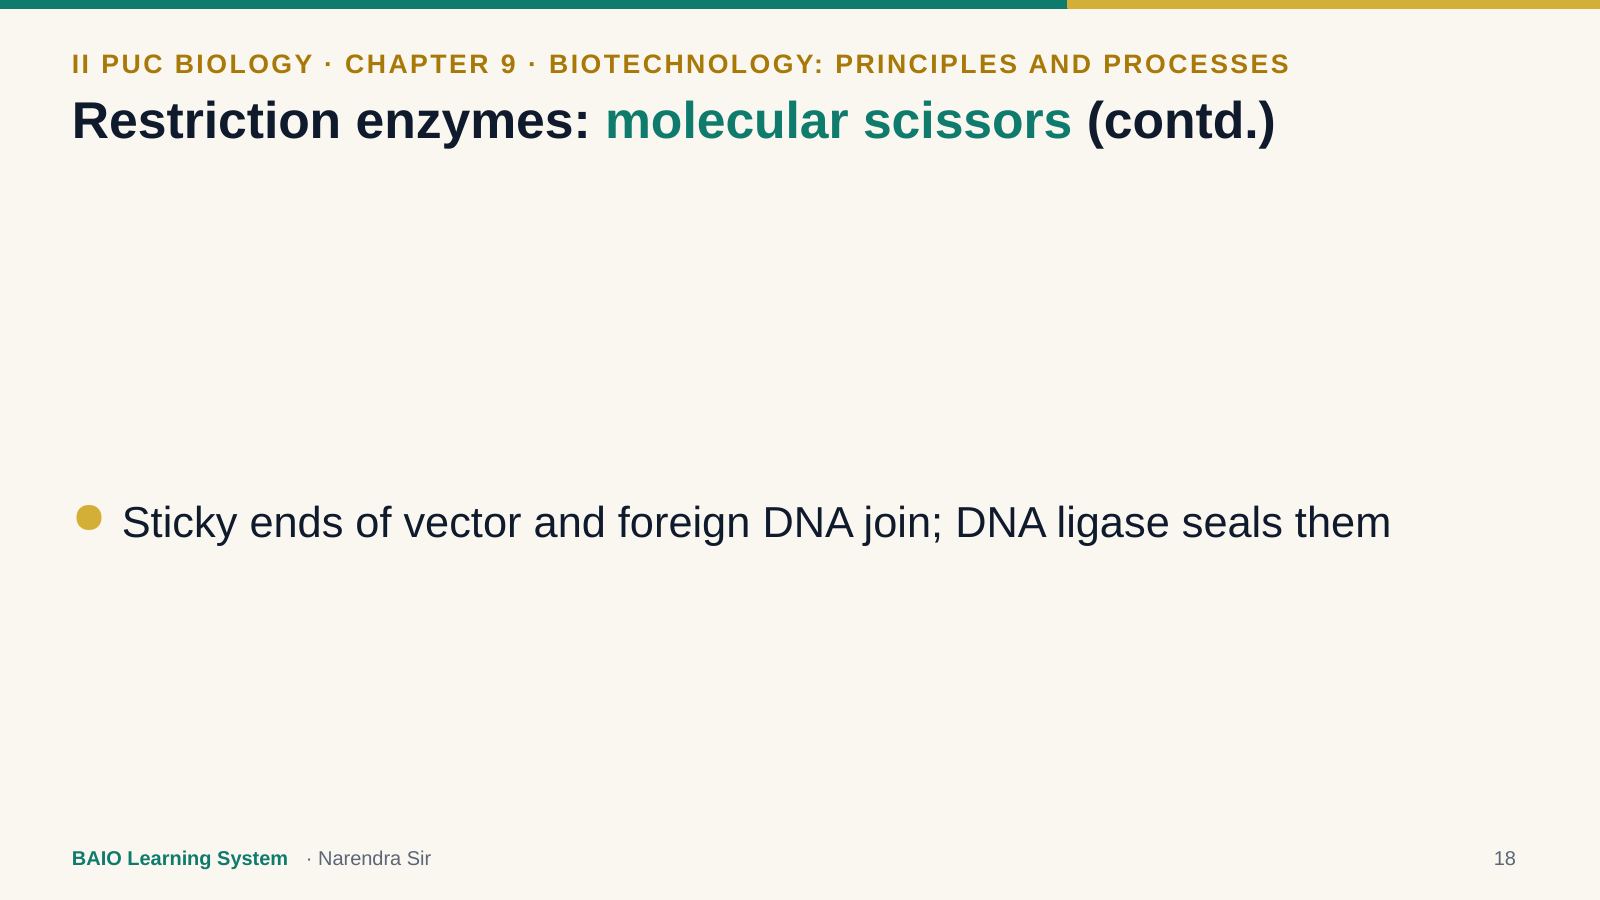 II PUC BIOLOGY · CHAPTER 9 · BIOTECHNOLOGY: PRINCIPLES AND PROCESSES
Restriction enzymes: molecular scissors (contd.)
Sticky ends of vector and foreign DNA join; DNA ligase seals them
BAIO Learning System · Narendra Sir
18